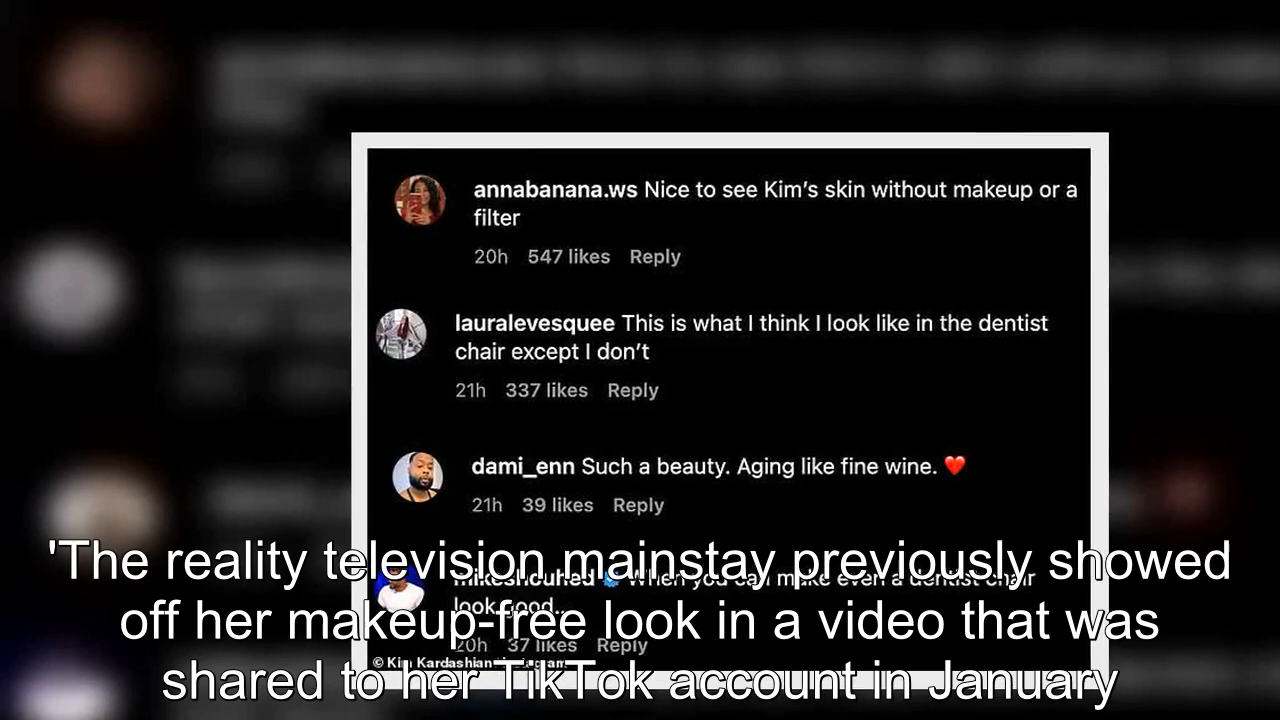 annabanana.ws Nice to see Kim’s skin without makeup or a
filter
20h 547 likes Reply
lauralevesquee This is what I think I look like in the dentist
chair except I don’t
21h 337 likes Reply
dami_enn Such a beauty. Aging like fine wine. ❤️
21h 39 likes Reply
When you can make even a dentist chair
look good..
20h 37 likes Reply
© Kim Kardashian
'The reality television mainstay previously showed
off her makeup-free look in a video that was
shared to her TikTok account in January